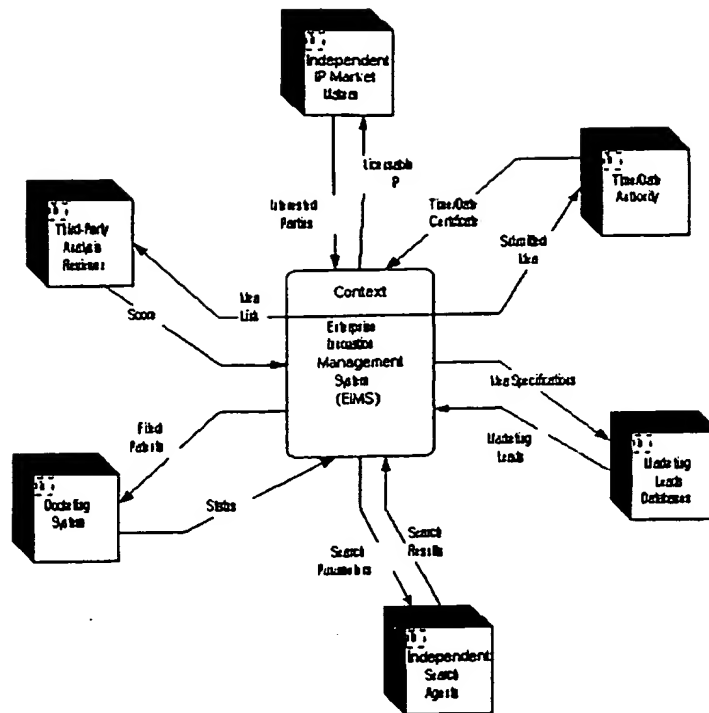 Independent
IP Market
Makers
Licensable
IP
Interested
Parties
Time/Date
Certificate
Time/Date
Authority
Submitted
Idea
Third-Party
Analysis
Reviewer
Score
Idea
List
Context
Enterprise
Innovation
Management
System
(EIMS)
Idea Specifications
Marketing
Leads
Marketing
Leads
Databases
Filed
Patents
Docketing
System
Status
Search
Parameters
Search
Results
Independent
Search
Agents